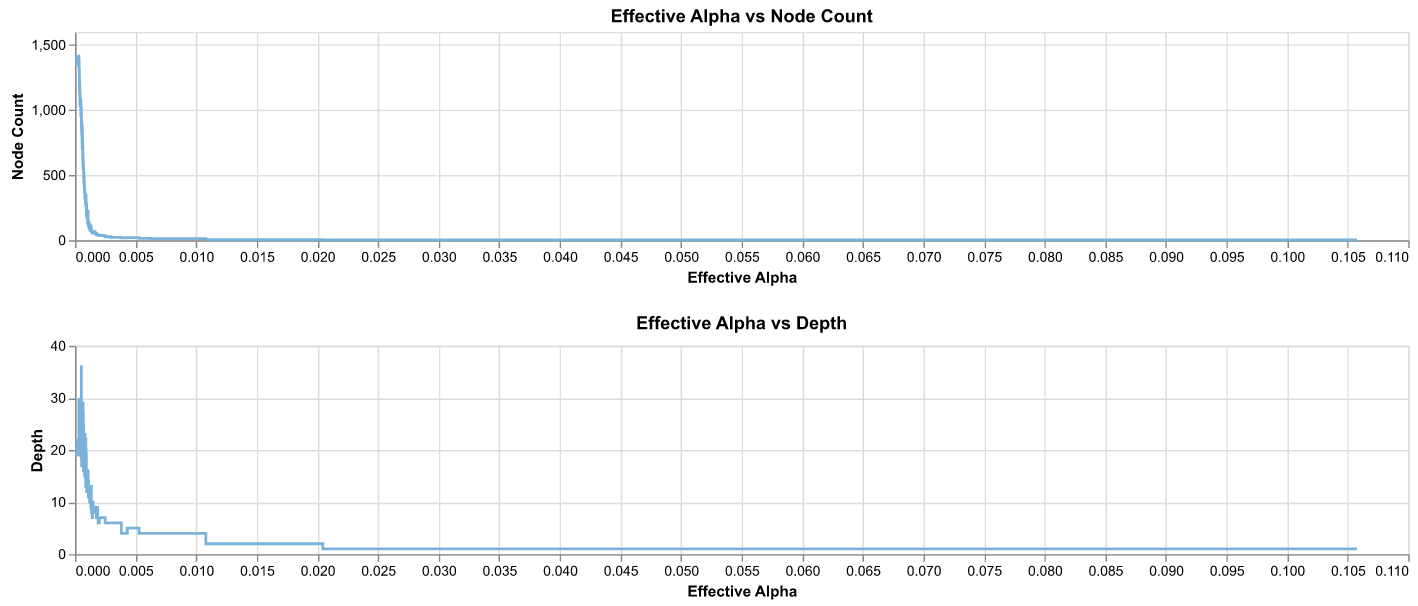 Effective Alpha vs Node Count
1,500
1,000
500
0
Node Count
0.000 0.005 0.010 0.015 0.020 0.025 0.030 0.035 0.040 0.045 0.050 0.055 0.060 0.065 0.070 0.075 0.080 0.085 0.090 0.095 0.100 0.105 0.110
Effective Alpha
Effective Alpha vs Depth
40
30
20
10
0
Depth
0.000 0.005 0.010 0.015 0.020 0.025 0.030 0.035 0.040 0.045 0.050 0.055 0.060 0.065 0.070 0.075 0.080 0.085 0.090 0.095 0.100 0.105 0.110
Effective Alpha